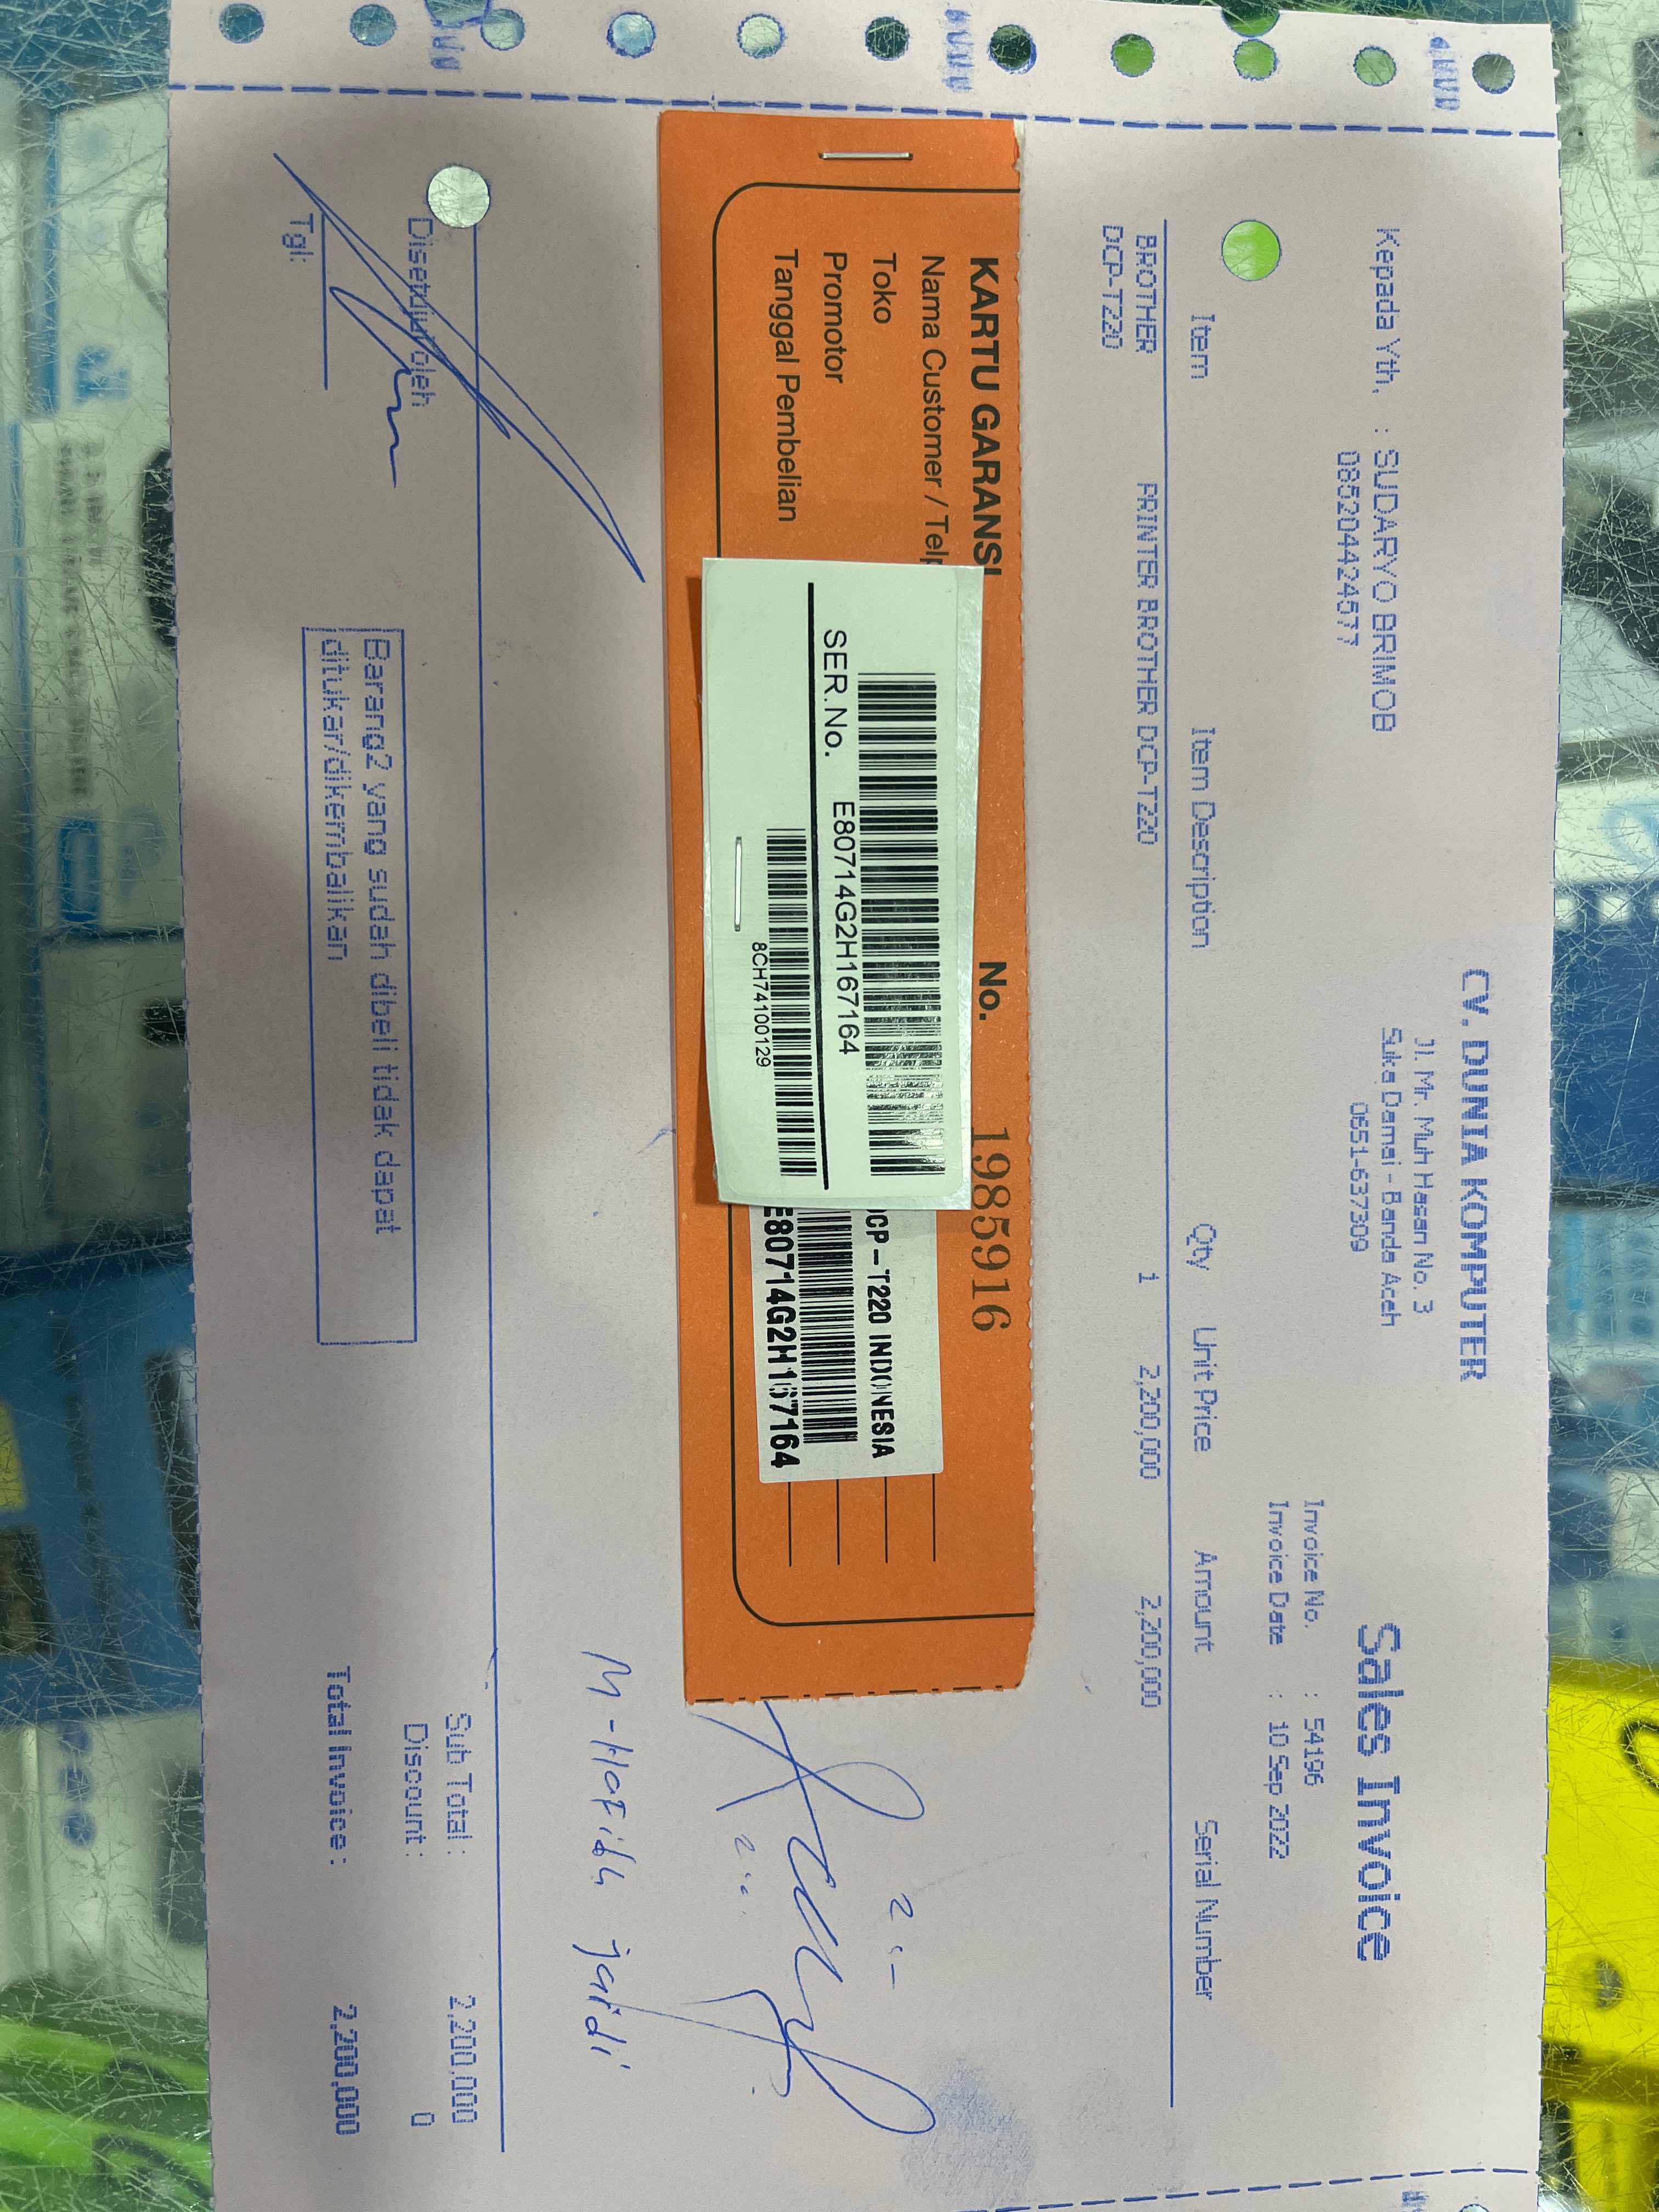 CV. DUNIA KOMPUTER
Jl. Mr. Muh Hasan No. 3
Suka Damai - Banda Aceh
0651-637309
Sales Invoice
Kepada Yth. : SUDARYO BRIMOB
085204424577
Invoice No. : 54196
Invoice Date : 10 Sep 2022
Item Item Description Qty Unit Price Amount Serial Number
BROTHER PRINTER BROTHER DCP-T220 1 2,200,000 2,200,000
DCP-T220
KARTU GARANSI No. 1985916
Nama Customer / Telp
Toko
Promotor
Tanggal Pembelian
SER.No. E80714G2H167164
8CH74100129
DCP-T220 INDONESIA
E80714G2H167164
M-HaFith jaidi
Disetujui oleh
Tgl:
Barang2 yang sudah dibeli tidak dapat
ditukar/dikembalikan
Sub Total : 2,200,000
Discount : 0
Total Invoice : 2,200,000